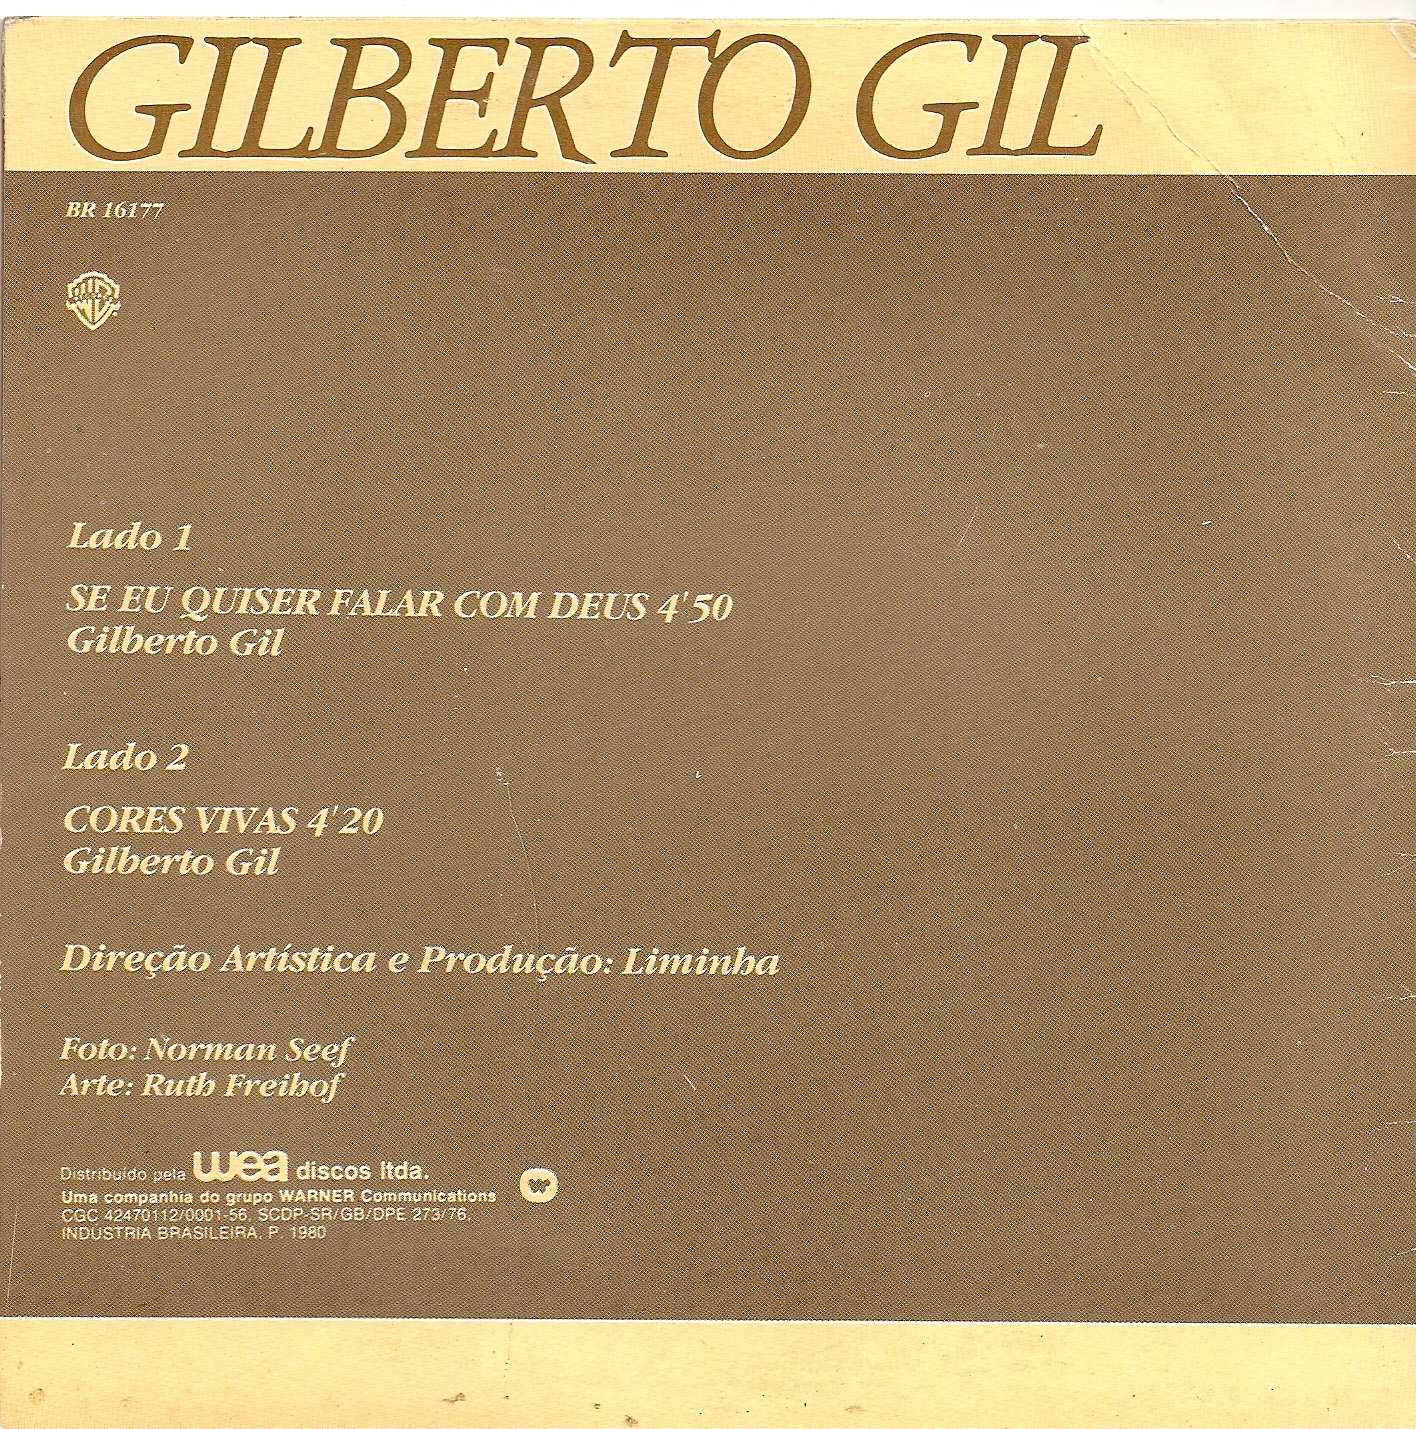 GILBERTO GIL
BR 16177
Lado 1
SE EU QUISER FALAR COM DEUS 4'50
Gilberto Gil
Lado 2
CORES VIVAS 4'20
Gilberto Gil
Direção Artística e Produção: Liminha
Foto: Norman Seef
Arte: Ruth Freihof
Distribuído pela wea discos ltda.
Uma companhia do grupo WARNER Communications
CGC 42470112/0001-56. SCDP-SR/GB/DPE 273/76.
INDÚSTRIA BRASILEIRA. P. 1980